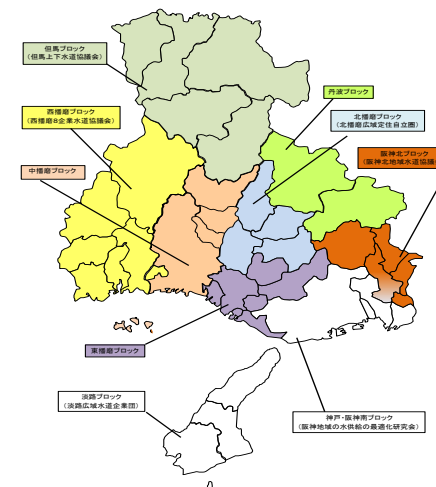 但馬ブロック
(但馬上下水道協議会)
丹波ブロック
西播磨ブロック
(西播磨8企業水道協議会)
北播磨ブロック
(北播磨広域定住自立圏)
阪神北ブロック
(阪神北地域水道協議会)
中播磨ブロック
東播磨ブロック
淡路ブロック
(淡路広域水道企業団)
神戸・阪神南ブロック
(阪神地域の水供給の最適化研究会)